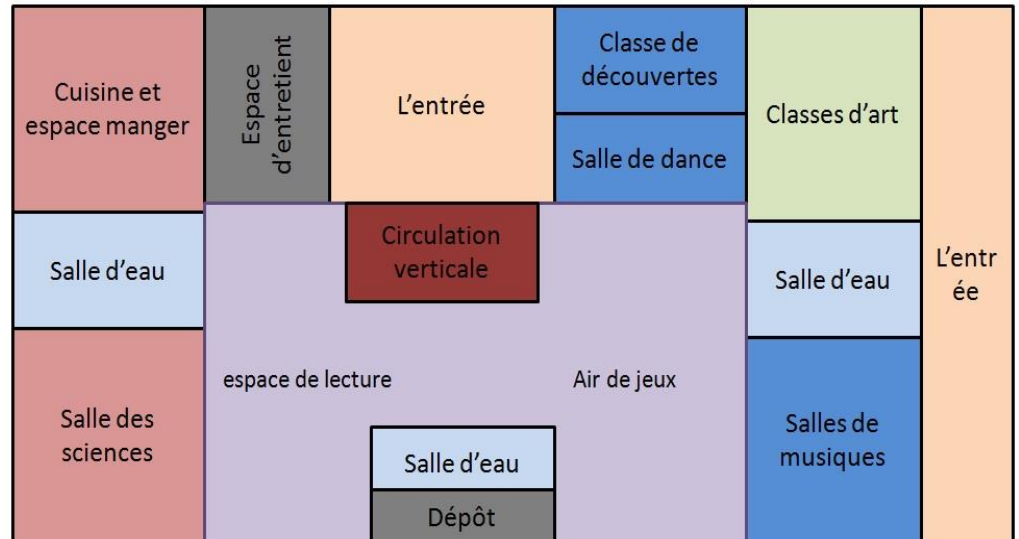 Cuisine et
espace manger
Espace
d'entretient
L'entrée
Classe de
découvertes
Salle de dance
Classes d'art
L'entr
ée
Circulation
verticale
Salle d'eau
Salle d'eau
espace de lecture
Air de jeux
Salle des
sciences
Salle d'eau
Dépôt
Salles de
musiques